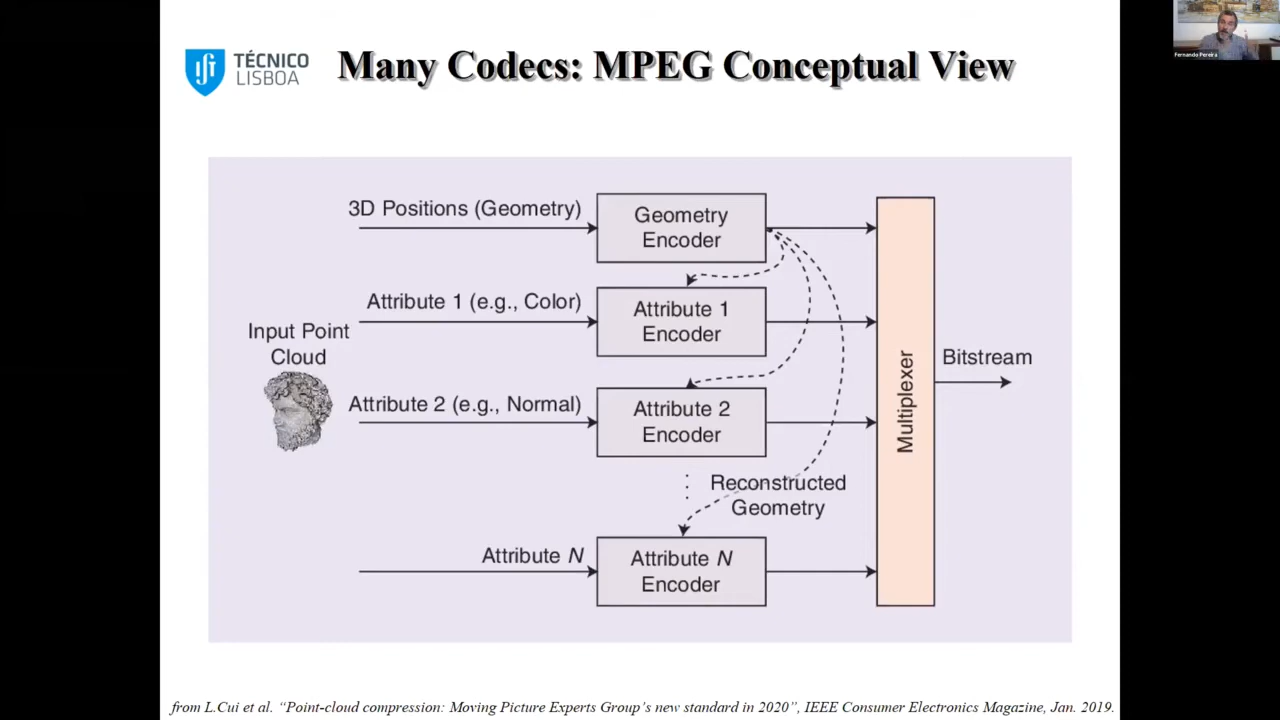 TÉCNICO
LISBOA
Many Codecs: MPEG Conceptual View
Fernando Pereira
3D Positions (Geometry)
Geometry
Encoder
Attribute 1 (e.g., Color)
Attribute 1
Encoder
Input Point
Cloud
Attribute 2 (e.g., Normal)
Attribute 2
Encoder
Reconstructed
Geometry
Attribute N
Attribute N
Encoder
Multiplexer
Bitstream
from L.Cui et al. “Point-cloud compression: Moving Picture Experts Group’s new standard in 2020”, IEEE Consumer Electronics Magazine, Jan. 2019.